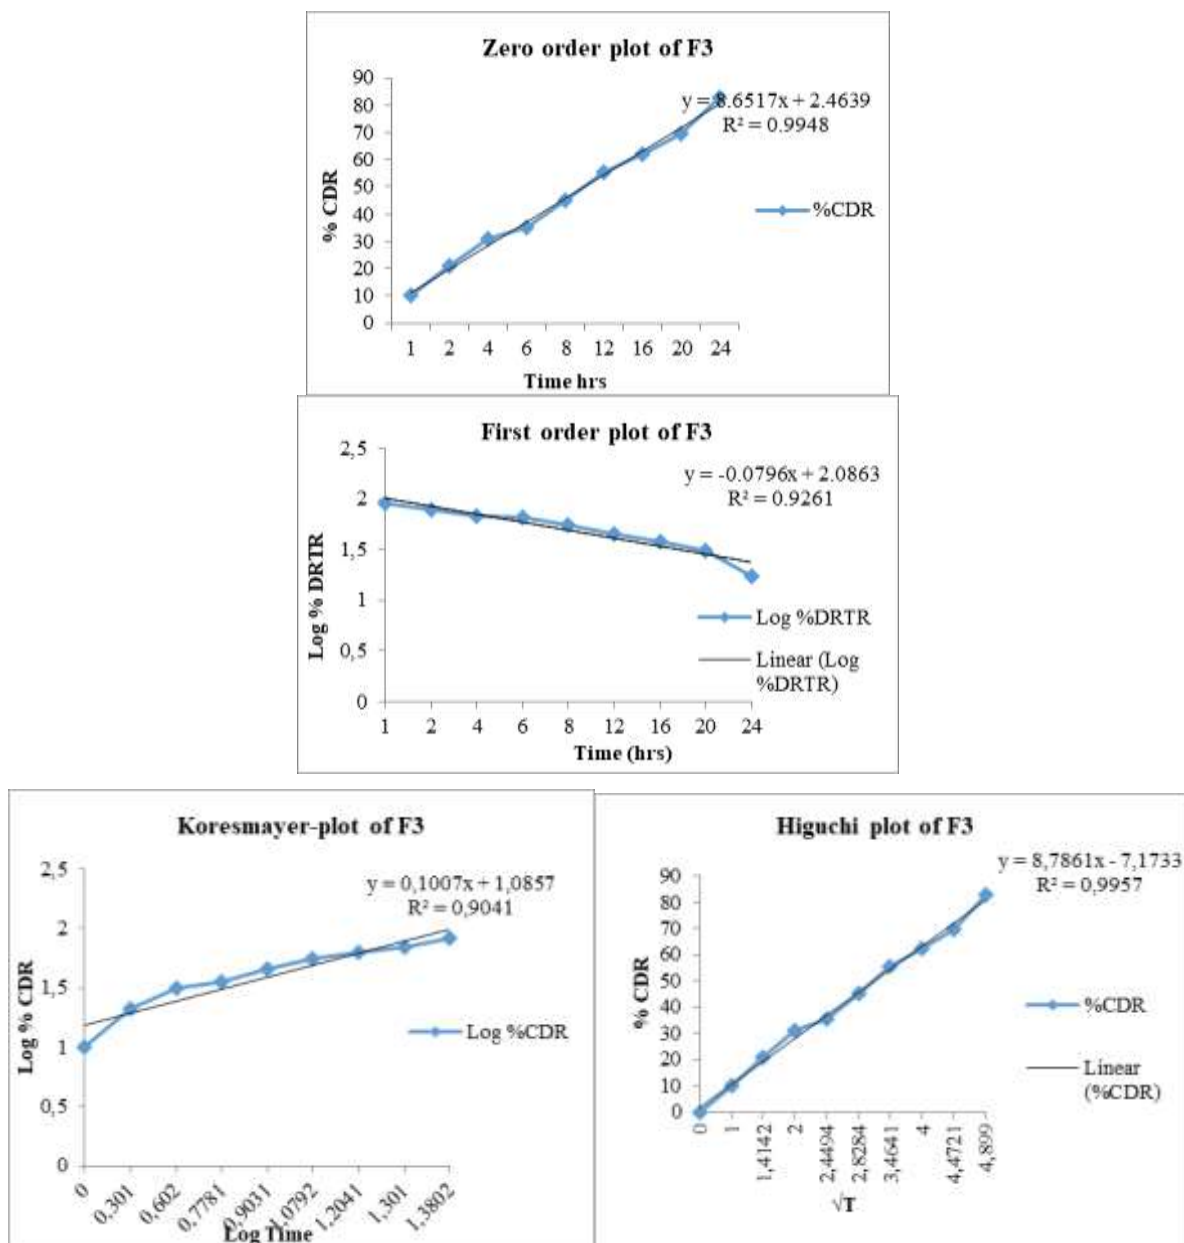 Zero order plot of F3
y = 8.6517x + 2.4639
R² = 0.9948
% CDR
90
80
70
60
50
40
30
20
10
0
%CDR
1 2 4 6 8 12 16 20 24
Time hrs
First order plot of F3
y = -0.0796x + 2.0863
R² = 0.9261
Log % DRTR
2,5
2
1,5
1
0,5
0
Log %DRTR
Linear (Log
%DRTR)
1 2 4 6 8 12 16 20 24
Time (hrs)
Koresmayer-plot of F3
y = 0,1007x + 1,0857
R² = 0,9041
Log % CDR
2,5
2
1,5
1
0,5
0
Log %CDR
0 0,301 0,602 0,7781 0,9031 1,0792 1,2041 1,301 1,3802
Log Time
Higuchi plot of F3
y = 8,7861x - 7,1733
R² = 0,9957
% CDR
90
80
70
60
50
40
30
20
10
0
%CDR
Linear
(%CDR)
0 1 1,4142 2 2,4494 2,8284 3,4641 4 4,4721 4,899
√T